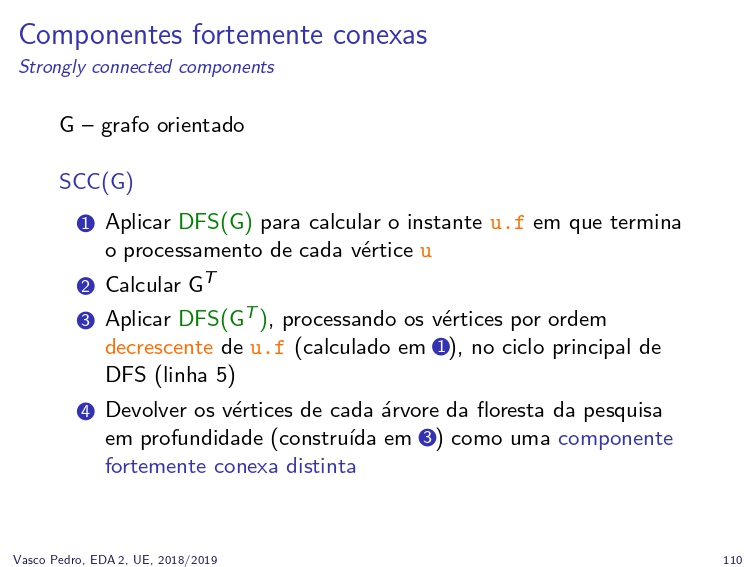 Componentes fortemente conexas
Strongly connected components
G – grafo orientado
SCC(G)
1 Aplicar DFS(G) para calcular o instante u.f em que termina
o processamento de cada vértice u
2 Calcular G^T
3 Aplicar DFS(G^T), processando os vértices por ordem
decrescente de u.f (calculado em 1), no ciclo principal de
DFS (linha 5)
4 Devolver os vértices de cada árvore da floresta da pesquisa
em profundidade (construída em 3) como uma componente
fortemente conexa distinta
Vasco Pedro, EDA 2, UE, 2018/2019
110